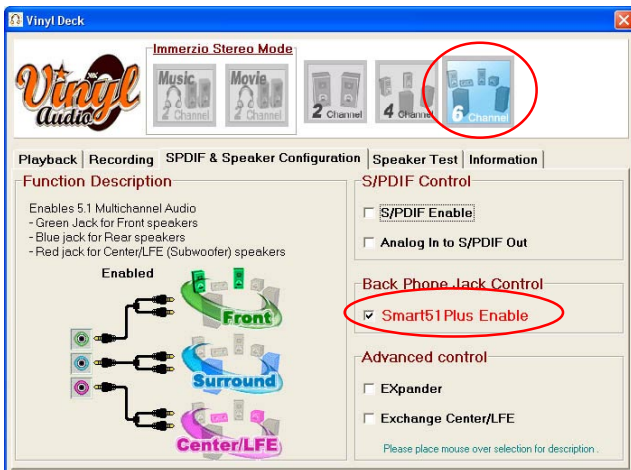 Vinyl Deck
Immerzio Stereo Mode
Vinyl Audio
Music 2 Channel
Movie 2 Channel
2 Channel
4 Channel
6 Channel
Playback Recording SPDIF & Speaker Configuration Speaker Test Information
Function Description
Enables 5.1 Multichannel Audio
- Green Jack for Front speakers
- Blue jack for Rear speakers
- Red jack for Center/LFE (Subwoofer) speakers
Enabled
Front
Surround
Center/LFE
S/PDIF Control
S/PDIF Enable
Analog In to S/PDIF Out
Back Phone Jack Control
Smart51 Plus Enable
Advanced control
EXpander
Exchange Center/LFE
Please place mouse over selection for description .